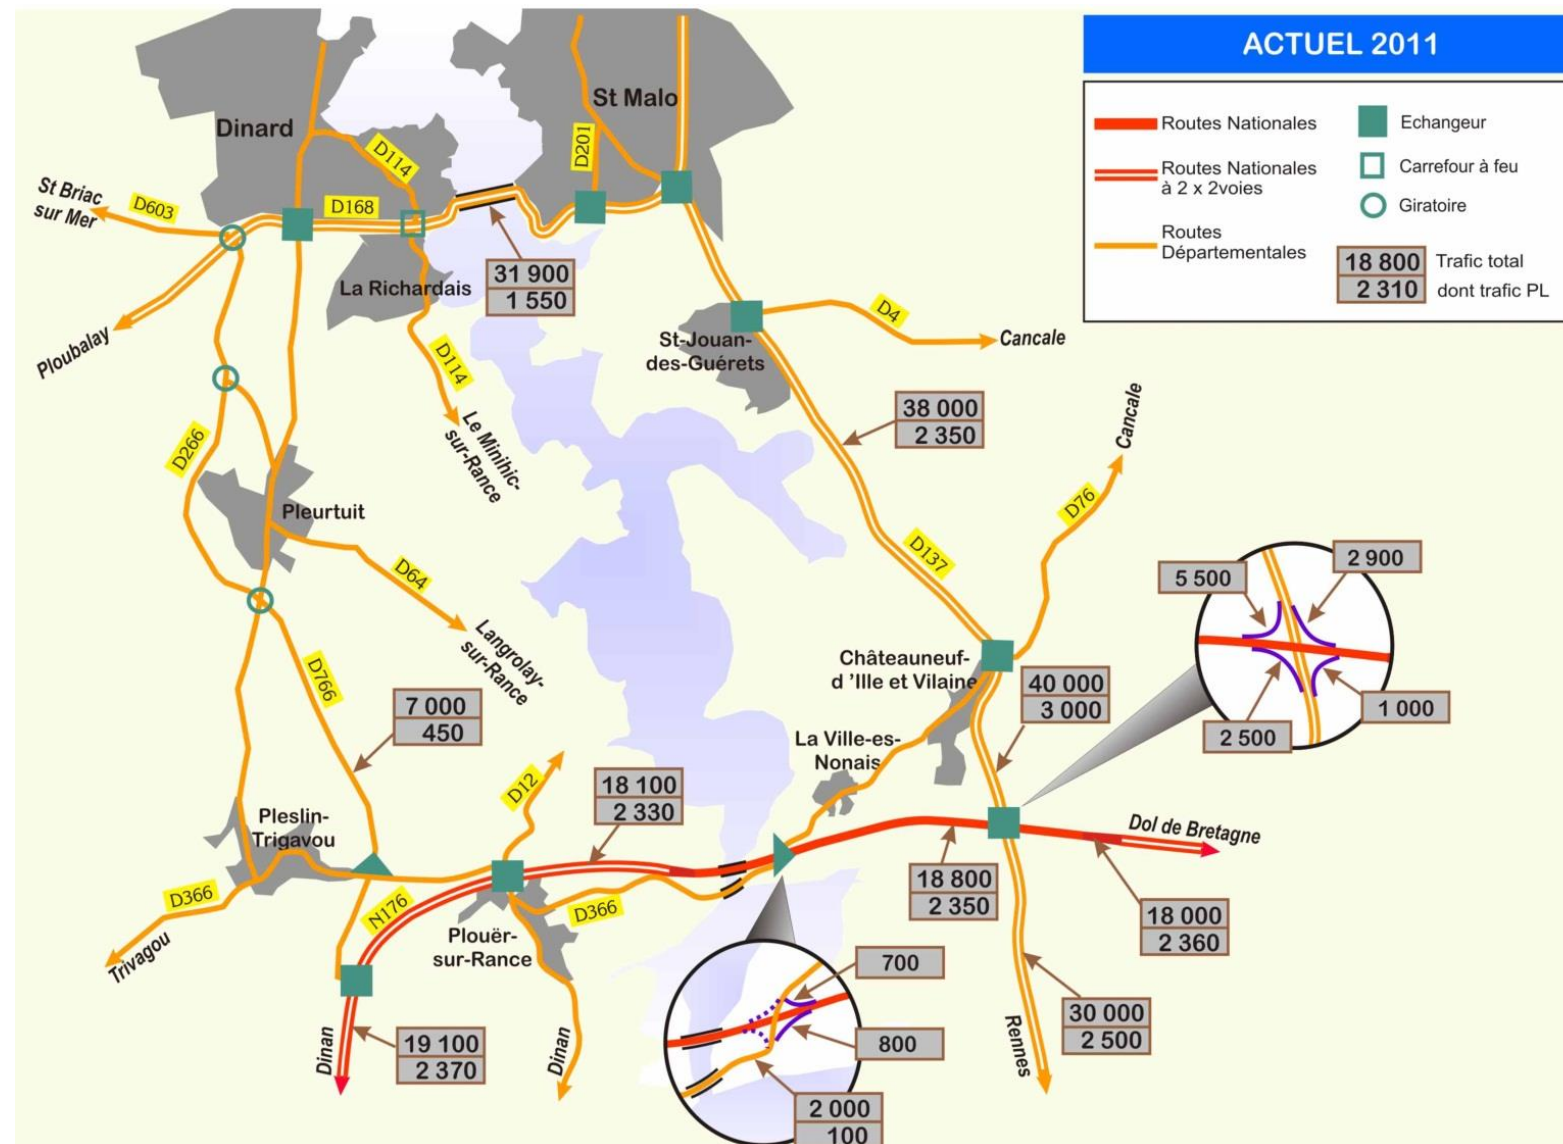 ACTUEL 2011
Routes Nationales
Routes Nationales
à 2 x 2voies
Routes
Départementales
Echangeur
Carrefour à feu
Giratoire
18 800
2 310
Trafic total
dont trafic PL
Dinard
St Malo
D114
D201
St Briac
sur Mer
D603
D168
La Richardais
31 900
1 550
Ploubalay
St-Jouan-
des-Guérets
D4
Cancale
D114
Le Minihic-
sur-Rance
38 000
2 350
Cancale
D266
D76
Pleurtuit
D137
D64
Langrolay-
sur-Rance
5 500
2 900
2 500
1 000
D766
7 000
450
Châteauneuf-
d 'Ille et Vilaine
40 000
3 000
La Ville-es-
Nonais
D12
18 100
2 330
Pleslin-
Trigavou
Dol de Bretagne
D366
Trivagou
N176
D366
Plouër-
sur-Rance
18 800
2 350
18 000
2 360
700
800
2 000
100
30 000
2 500
Rennes
Dinan
19 100
2 370
Dinan